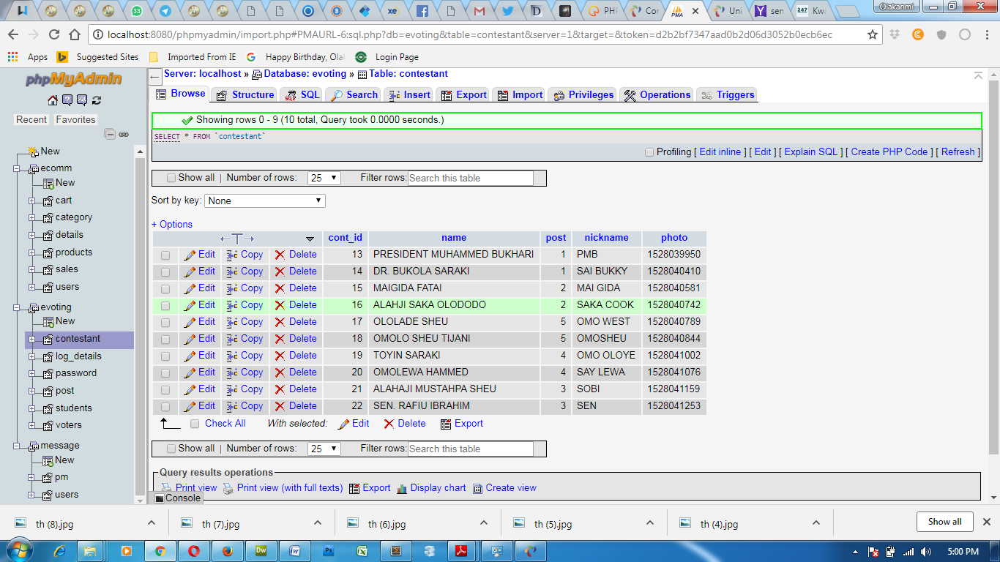 33 xe PHI Cor PMA Uni sen 247 Kwa Olakanmi
localhost:8080/phpmyadmin/import.php#PMAURL-6:sql.php?db=evoting&table=contestant&server=1&target=&token=d2b2bf7347aad0b2d06d3052b0ecb6ec
Apps Suggested Sites Imported From IE Happy Birthday, Ola Login Page
phpMyAdmin
Recent Favorites
New
ecomm
New
cart
category
details
products
sales
users
evoting
New
contestant
log_details
password
post
students
voters
message
New
pm
users
Server: localhost » Database: evoting » Table: contestant
Browse Structure SQL Search Insert Export Import Privileges Operations Triggers
Showing rows 0 - 9 (10 total, Query took 0.0000 seconds.)
SELECT * FROM `contestant`
Profiling [ Edit inline ] [ Edit ] [ Explain SQL ] [ Create PHP Code ] [ Refresh ]
Show all | Number of rows: 25 Filter rows: Search this table
Sort by key: None
+ Options
cont_id name post nickname photo
Edit Copy Delete 13 PRESIDENT MUHAMMED BUKHARI 1 PMB 1528039950
Edit Copy Delete 14 DR. BUKOLA SARAKI 1 SAI BUKKY 1528040410
Edit Copy Delete 15 MAIGIDA FATAI 2 MAI GIDA 1528040581
Edit Copy Delete 16 ALAHJI SAKA OLODODO 2 SAKA COOK 1528040742
Edit Copy Delete 17 OLOLADE SHEU 5 OMO WEST 1528040789
Edit Copy Delete 18 OMOLO SHEU TIJANI 5 OMOSHEU 1528040844
Edit Copy Delete 19 TOYIN SARAKI 4 OMO OLOYE 1528041002
Edit Copy Delete 20 OMOLEWA HAMMED 4 SAY LEWA 1528041076
Edit Copy Delete 21 ALAHAJI MUSTAHPA SHEU 3 SOBI 1528041159
Edit Copy Delete 22 SEN. RAFIU IBRAHIM 3 SEN 1528041253
Check All With selected: Edit Delete Export
Show all | Number of rows: 25 Filter rows: Search this table
Query results operations
Print view Print view (with full texts) Export Display chart Create view
Console
th (8).jpg th (7).jpg th (6).jpg th (5).jpg th (4).jpg Show all
Dw Ps 5:00 PM